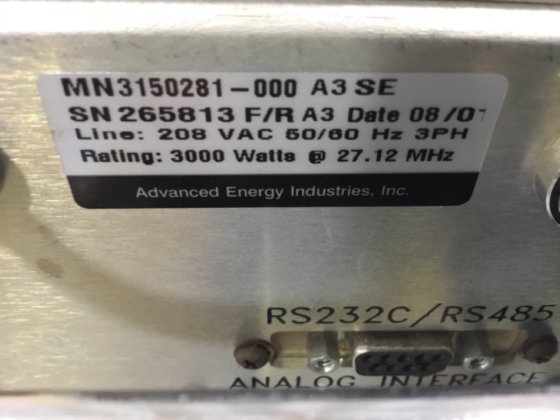 MN3150281-000 A3 SE
SN 265813 F/R A3 Date 08/01
Line: 208 VAC 50/60 Hz 3PH
Rating: 3000 Watts @ 27.12 MHz
Advanced Energy Industries, Inc.
RS232C/RS485
ANALOG INTERFACE